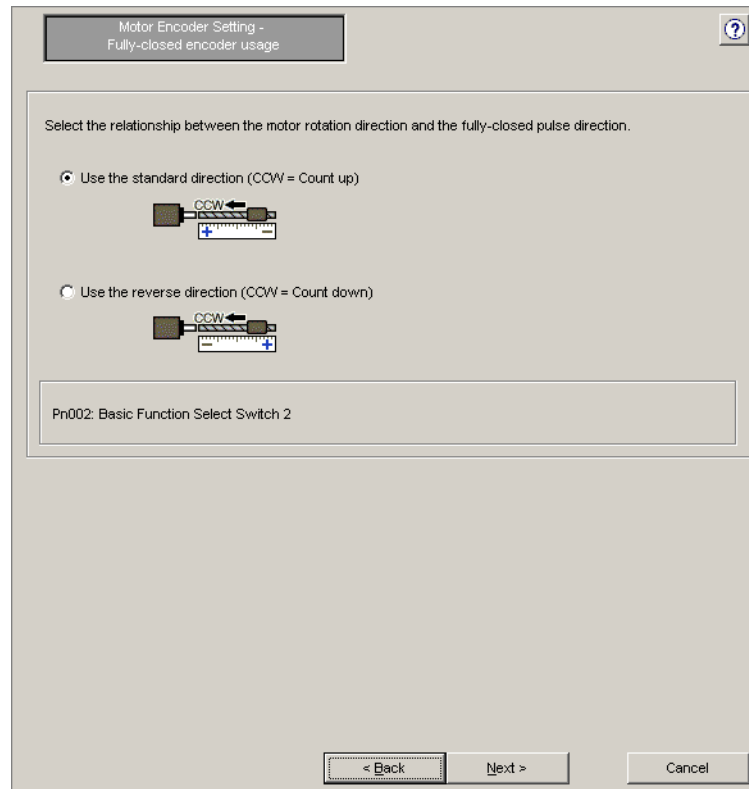 Motor Encoder Setting -
Fully-closed encoder usage
?
Select the relationship between the motor rotation direction and the fully-closed pulse direction.
Use the standard direction (CCW = Count up)
CCW
+ −
Use the reverse direction (CCW = Count down)
CCW
− +
Pn002: Basic Function Select Switch 2
< Back
Next >
Cancel